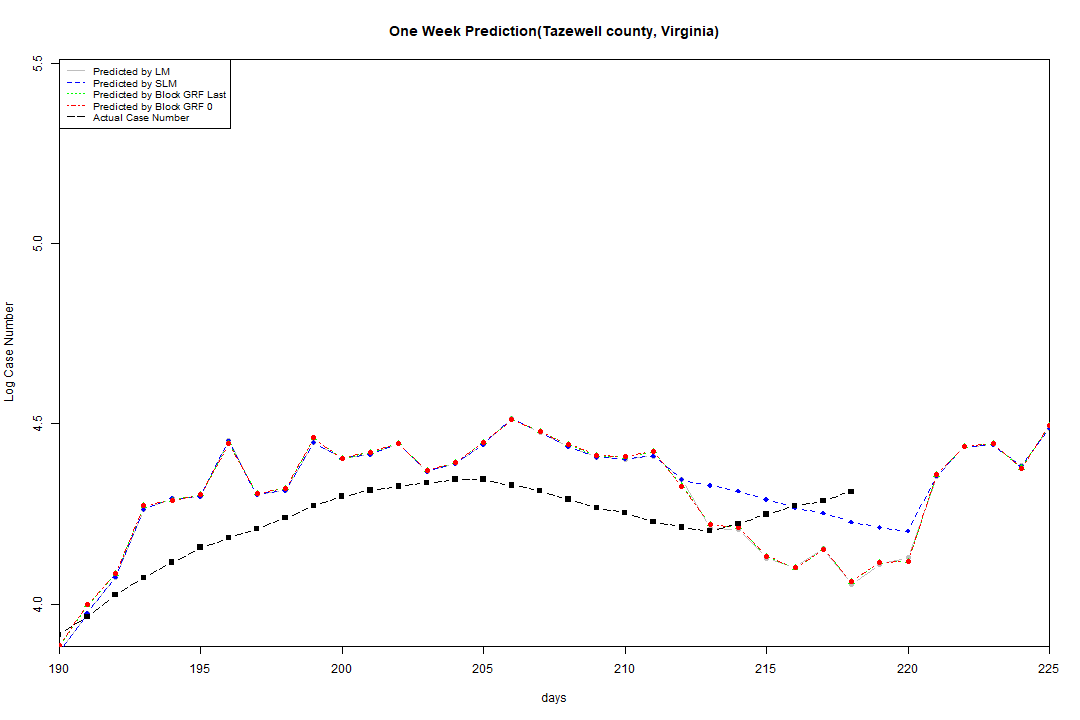 One Week Prediction(Tazewell county, Virginia)
Predicted by LM
Predicted by SLM
Predicted by Block GRF Last
Predicted by Block GRF 0
Actual Case Number
Log Case Number
5.5
5.0
4.5
4.0
190 195 200 205 210 215 220 225
days